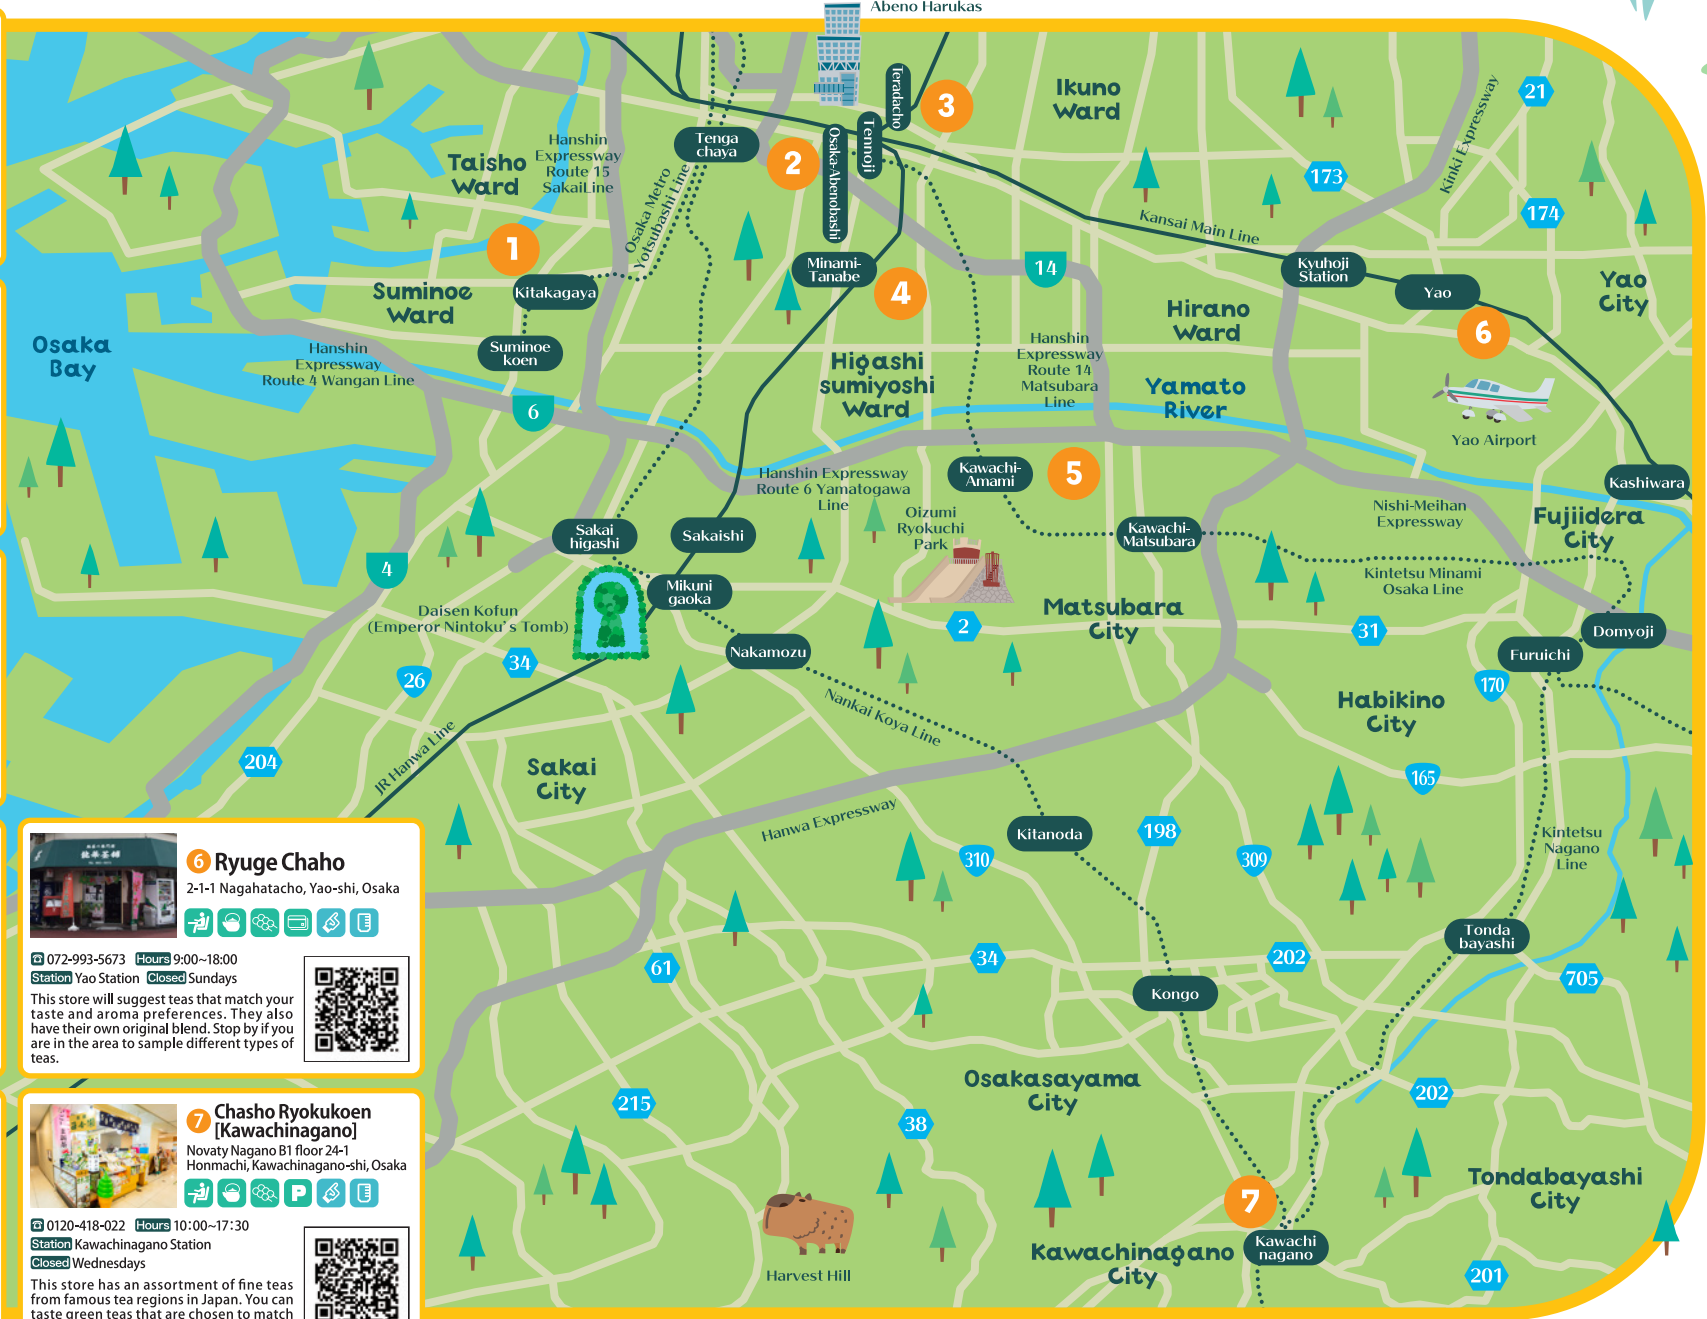 Abeno Harukas
Teradacho
3
Ikuno
Ward
21
Kinki Expressway
Tenga
chaya
Tennoji
Osaka-Abenobashi
2
Hanshin
Expressway
Route 15
SakaiLine
Taisho
Ward
Osaka Metro
Yotsubashi Line
173
174
Kansai Main Line
1
Minami-
Tanabe
4
14
Kyuhoji
Station
Yao
Yao
City
Kitakagaya
Suminoe
Ward
Hirano
Ward
6
Osaka
Bay
Suminoe
koen
Hanshin
Expressway
Route 4 Wangan Line
Higashi
sumiyoshi
Ward
Hanshin
Expressway
Route 14
Matsubara
Line
Yamato
River
6
Yao Airport
Kawachi-
Amami
5
Hanshin Expressway
Route 6 Yamatogawa
Line
Kashiwara
Nishi-Meihan
Expressway
Fujiidera
City
Oizumi
Ryokuchi
Park
Sakai
higashi
Sakaishi
Kawachi-
Matsubara
4
Mikuni
gaoka
Kintetsu Minami
Osaka Line
Daisen Kofun
(Emperor Nintoku's Tomb)
2
Matsubara
City
31
Domyoji
Furuichi
Nakamozu
34
26
170
Nankai Koya Line
Habikino
City
JR Hanwa Line
204
Sakai
City
165
Hanwa Expressway
Kitanoda
198
310
309
Kintetsu
Nagano
Line
6 Ryuge Chaho
2-1-1 Nagahatacho, Yao-shi, Osaka
072-993-5673 Hours 9:00~18:00
Station Yao Station Closed Sundays
This store will suggest teas that match your
taste and aroma preferences. They also
have their own original blend. Stop by if you
are in the area to sample different types of
teas.
Tonda
bayashi
61
34
202
705
Kongo
Osakasayama
City
202
215
38
7
Chasho Ryokukoen
[Kawachinagano]
Novaty Nagano B1 floor 24-1
Honmachi, Kawachinagano-shi, Osaka
P
0120-418-022 Hours 10:00~17:30
Station Kawachinagano Station
Closed Wednesdays
This store has an assortment of fine teas
from famous tea regions in Japan. You can
taste green teas that are chosen to match
Tondabayashi
City
7
Kawachi
nagano
Kawachinagano
City
Harvest Hill
201